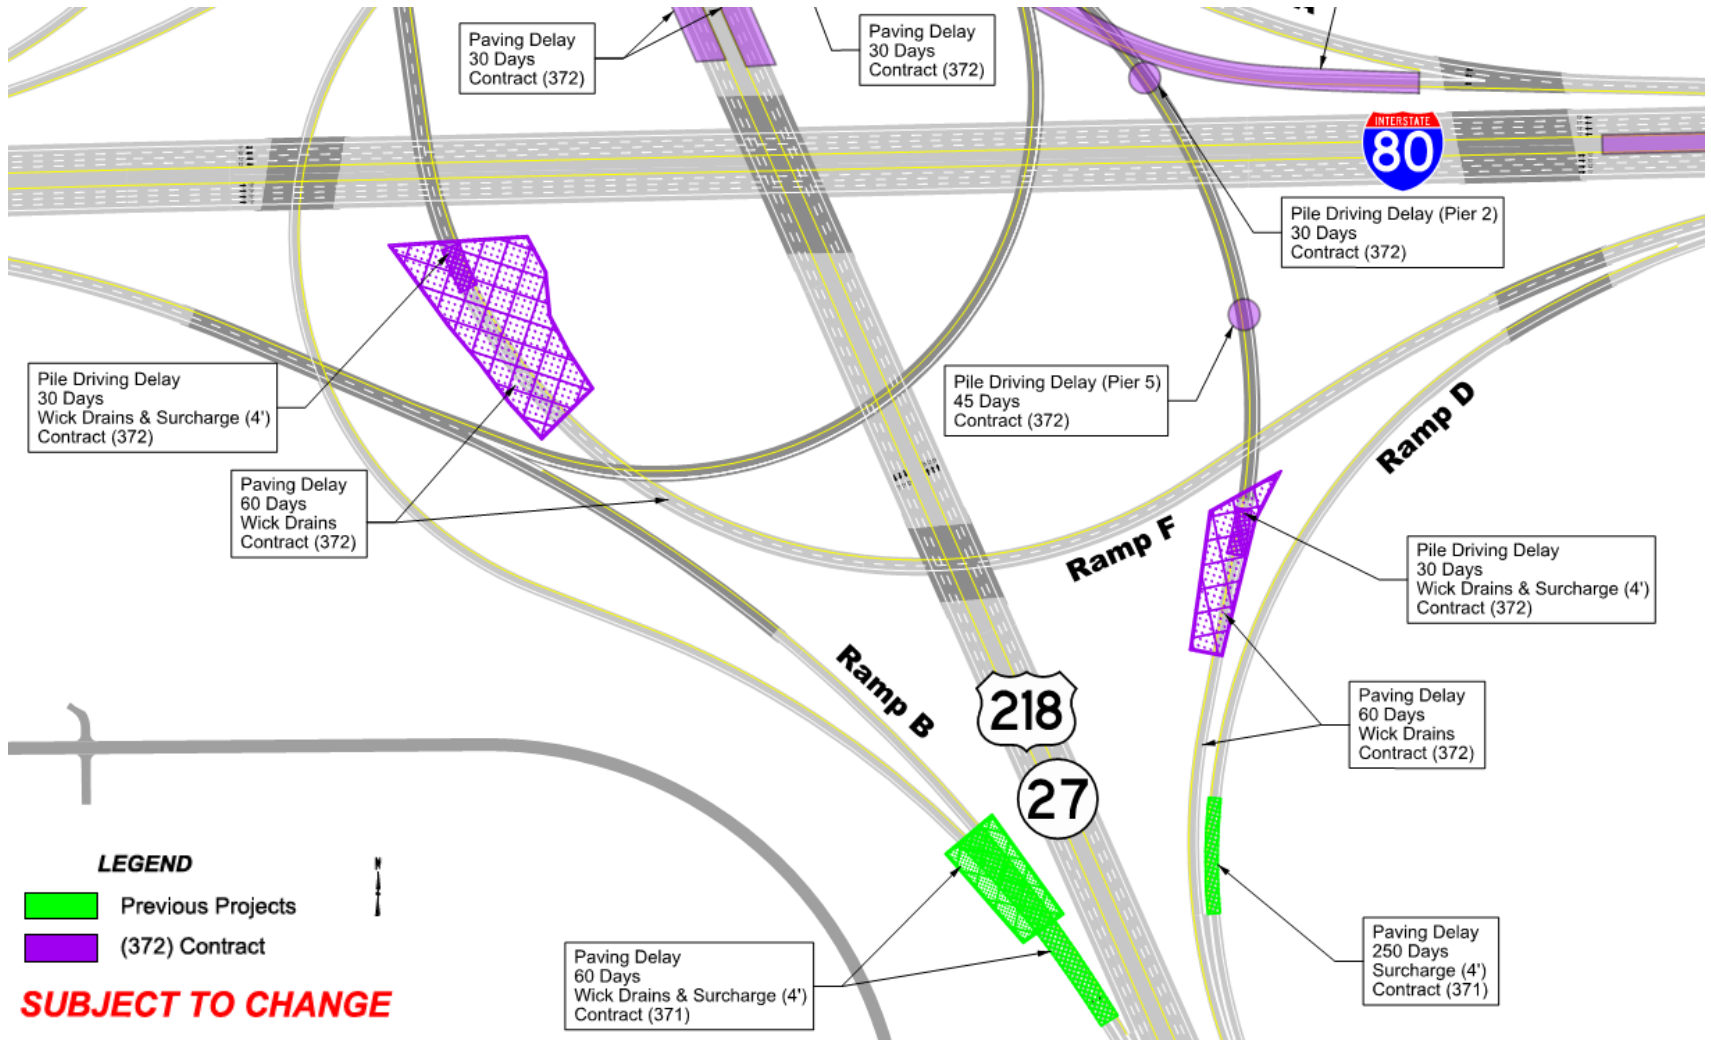 Paving Delay
30 Days
Contract (372)
Paving Delay
30 Days
Contract (372)
INTERSTATE
80
Pile Driving Delay (Pier 2)
30 Days
Contract (372)
Pile Driving Delay
30 Days
Wick Drains & Surcharge (4')
Contract (372)
Pile Driving Delay (Pier 5)
45 Days
Contract (372)
Ramp D
Paving Delay
60 Days
Wick Drains
Contract (372)
Ramp F
Pile Driving Delay
30 Days
Wick Drains & Surcharge (4')
Contract (372)
Ramp B
218
27
Paving Delay
60 Days
Wick Drains
Contract (372)
LEGEND
N
Previous Projects
(372) Contract
SUBJECT TO CHANGE
Paving Delay
60 Days
Wick Drains & Surcharge (4')
Contract (371)
Paving Delay
250 Days
Surcharge (4')
Contract (371)